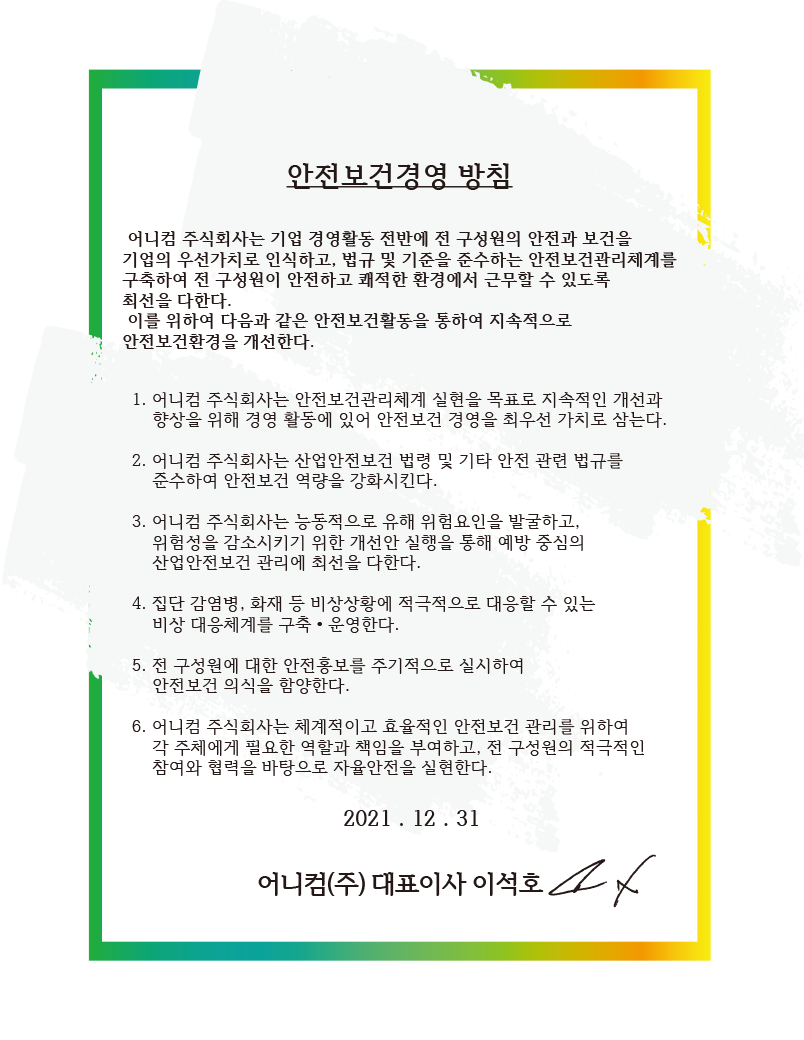 안전보건경영 방침
어니컴 주식회사는 기업 경영활동 전반에 전 구성원의 안전과 보건을
기업의 우선가치로 인식하고, 법규 및 기준을 준수하는 안전보건관리체계를
구축하여 전 구성원이 안전하고 쾌적한 환경에서 근무할 수 있도록
최선을 다한다.
이를 위하여 다음과 같은 안전보건활동을 통하여 지속적으로
안전보건환경을 개선한다.
1. 어니컴 주식회사는 안전보건관리체계 실현을 목표로 지속적인 개선과
향상을 위해 경영 활동에 있어 안전보건 경영을 최우선 가치로 삼는다.
2. 어니컴 주식회사는 산업안전보건 법령 및 기타 안전 관련 법규를
준수하여 안전보건 역량을 강화시킨다.
3. 어니컴 주식회사는 능동적으로 유해 위험요인을 발굴하고,
위험성을 감소시키기 위한 개선안 실행을 통해 예방 중심의
산업안전보건 관리에 최선을 다한다.
4. 집단 감염병, 화재 등 비상상황에 적극적으로 대응할 수 있는
비상 대응체계를 구축 • 운영한다.
5. 전 구성원에 대한 안전홍보를 주기적으로 실시하여
안전보건 의식을 함양한다.
6. 어니컴 주식회사는 체계적이고 효율적인 안전보건 관리를 위하여
각 주체에게 필요한 역할과 책임을 부여하고, 전 구성원의 적극적인
참여와 협력을 바탕으로 자율안전을 실현한다.
2021 . 12 . 31
어니컴(주) 대표이사 이석호